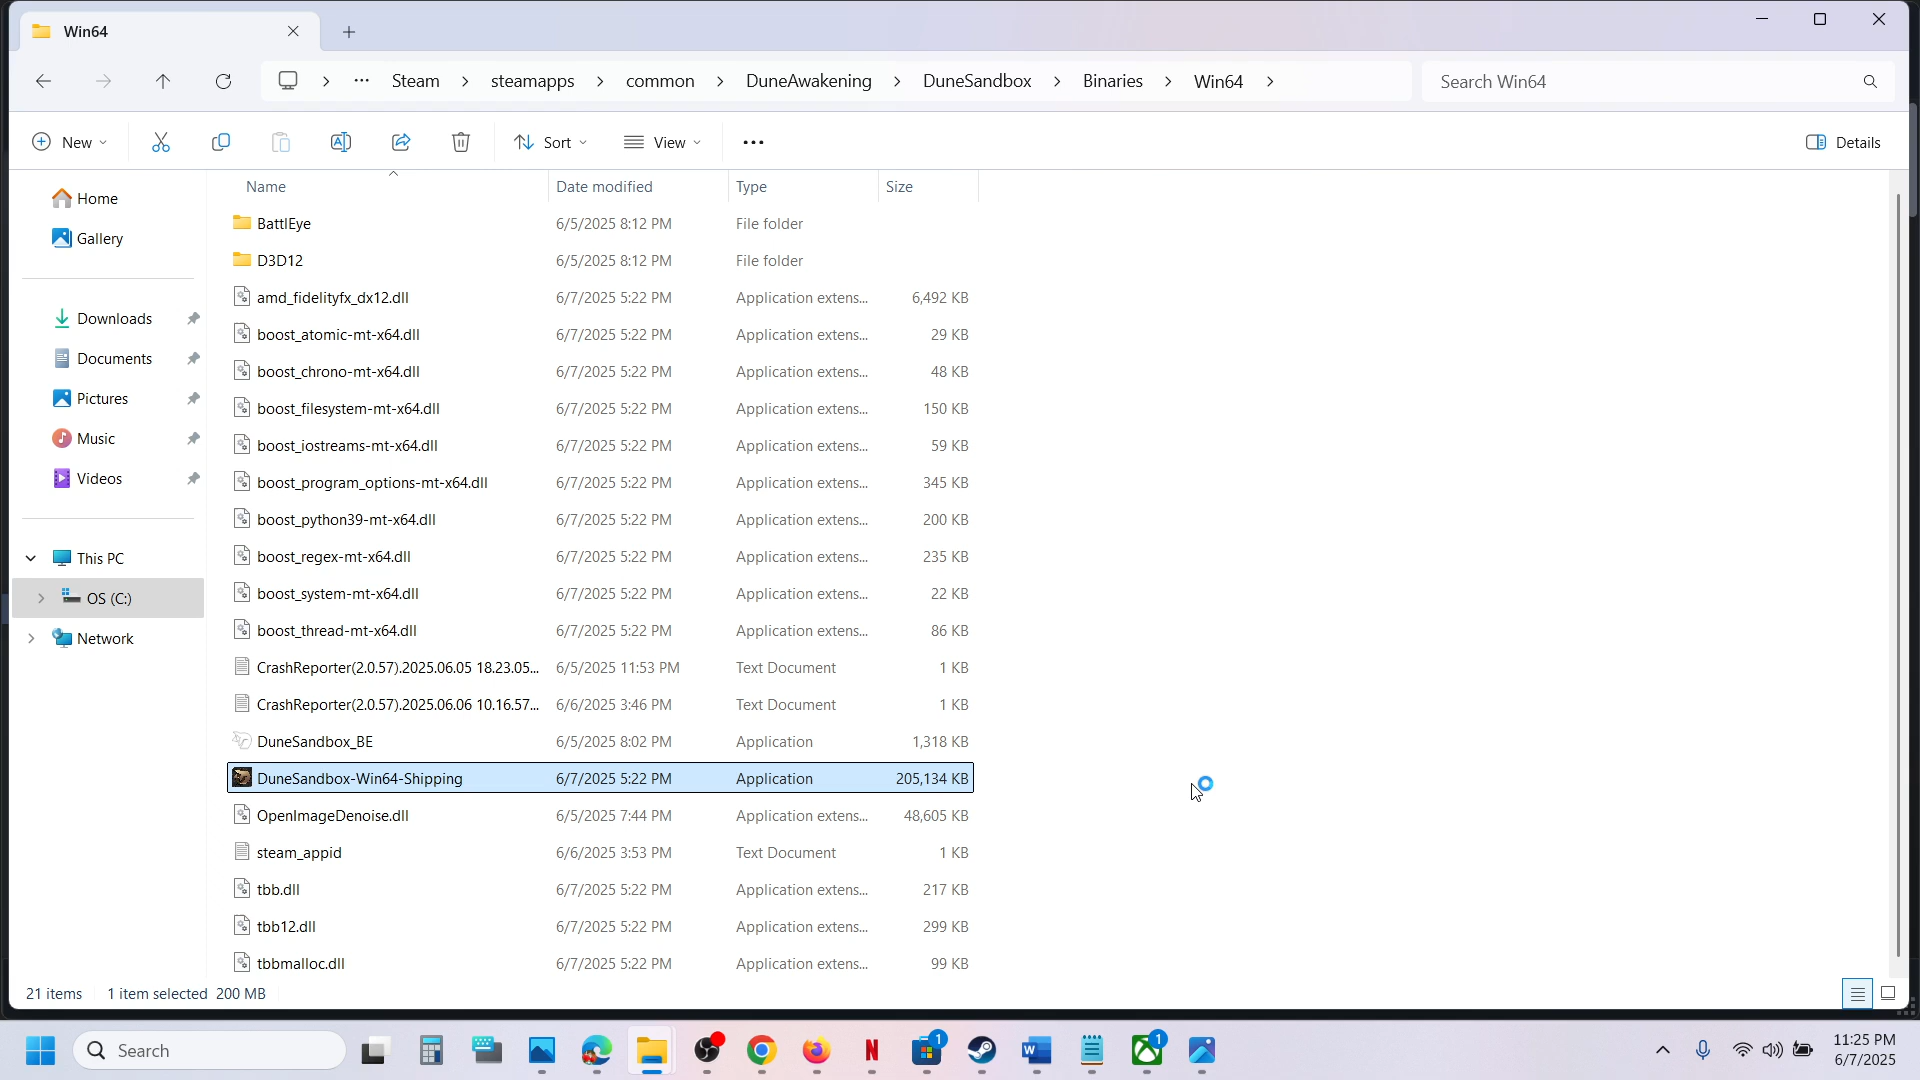 Win64
Steam
steamapps
common
DuneAwakening
DuneSandbox
Binaries
Win64
Search Win64
New
Sort
View
Details
Home
Gallery
Downloads
Documents
Pictures
Music
Videos
This PC
OS (C:)
Network
Name Date modified Type Size
BattlEye 6/5/2025 8:12 PM File folder
D3D12 6/5/2025 8:12 PM File folder
amd_fidelityfx_dx12.dll 6/7/2025 5:22 PM Application extens... 6,492 KB
boost_atomic-mt-x64.dll 6/7/2025 5:22 PM Application extens... 29 KB
boost_chrono-mt-x64.dll 6/7/2025 5:22 PM Application extens... 48 KB
boost_filesystem-mt-x64.dll 6/7/2025 5:22 PM Application extens... 150 KB
boost_iostreams-mt-x64.dll 6/7/2025 5:22 PM Application extens... 59 KB
boost_program_options-mt-x64.dll 6/7/2025 5:22 PM Application extens... 345 KB
boost_python39-mt-x64.dll 6/7/2025 5:22 PM Application extens... 200 KB
boost_regex-mt-x64.dll 6/7/2025 5:22 PM Application extens... 235 KB
boost_system-mt-x64.dll 6/7/2025 5:22 PM Application extens... 22 KB
boost_thread-mt-x64.dll 6/7/2025 5:22 PM Application extens... 86 KB
CrashReporter(2.0.57).2025.06.05 18.23.05... 6/5/2025 11:53 PM Text Document 1 KB
CrashReporter(2.0.57).2025.06.06 10.16.57... 6/6/2025 3:46 PM Text Document 1 KB
DuneSandbox_BE 6/5/2025 8:02 PM Application 1,318 KB
DuneSandbox-Win64-Shipping 6/7/2025 5:22 PM Application 205,134 KB
OpenImageDenoise.dll 6/5/2025 7:44 PM Application extens... 48,605 KB
steam_appid 6/6/2025 3:53 PM Text Document 1 KB
tbb.dll 6/7/2025 5:22 PM Application extens... 217 KB
tbb12.dll 6/7/2025 5:22 PM Application extens... 299 KB
tbbmalloc.dll 6/7/2025 5:22 PM Application extens... 99 KB
21 items 1 item selected 200 MB
Search
1
1
11:25 PM
6/7/2025